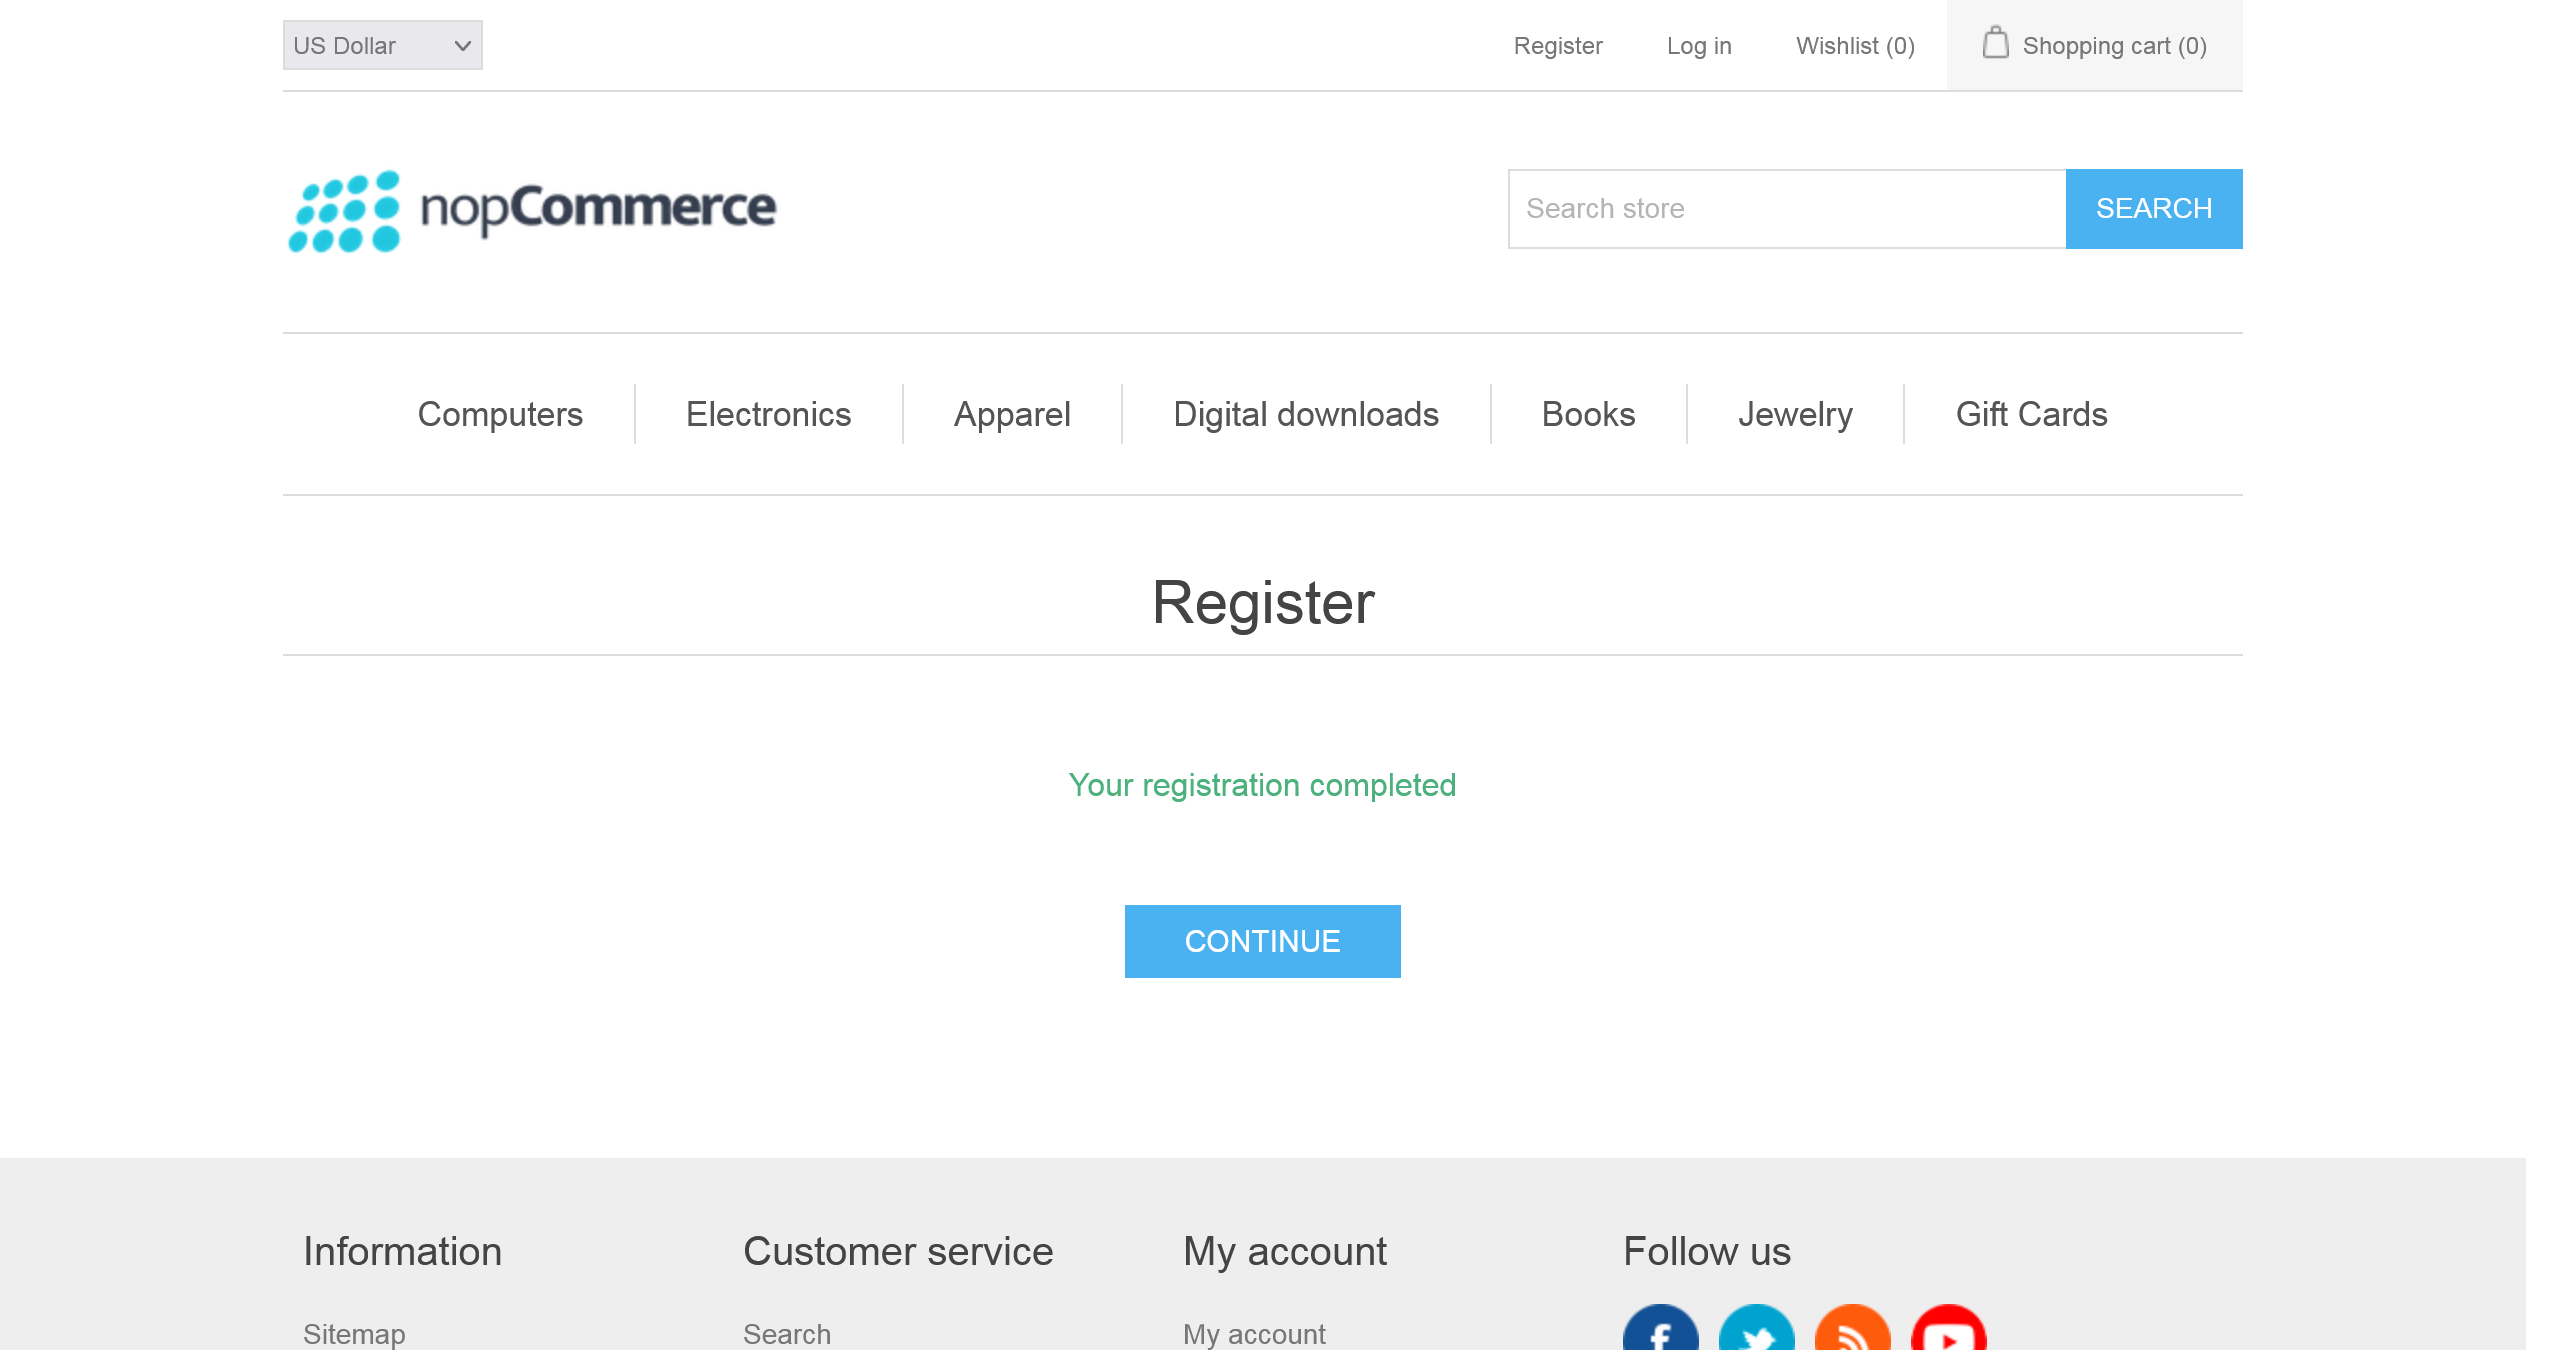 US Dollar
Register
Log in
Wishlist (0)
Shopping cart (0)
nopCommerce
Search store
SEARCH
Computers
Electronics
Apparel
Digital downloads
Books
Jewelry
Gift Cards
Register
Your registration completed
CONTINUE
Information
Customer service
My account
Follow us
Sitemap
Search
My account